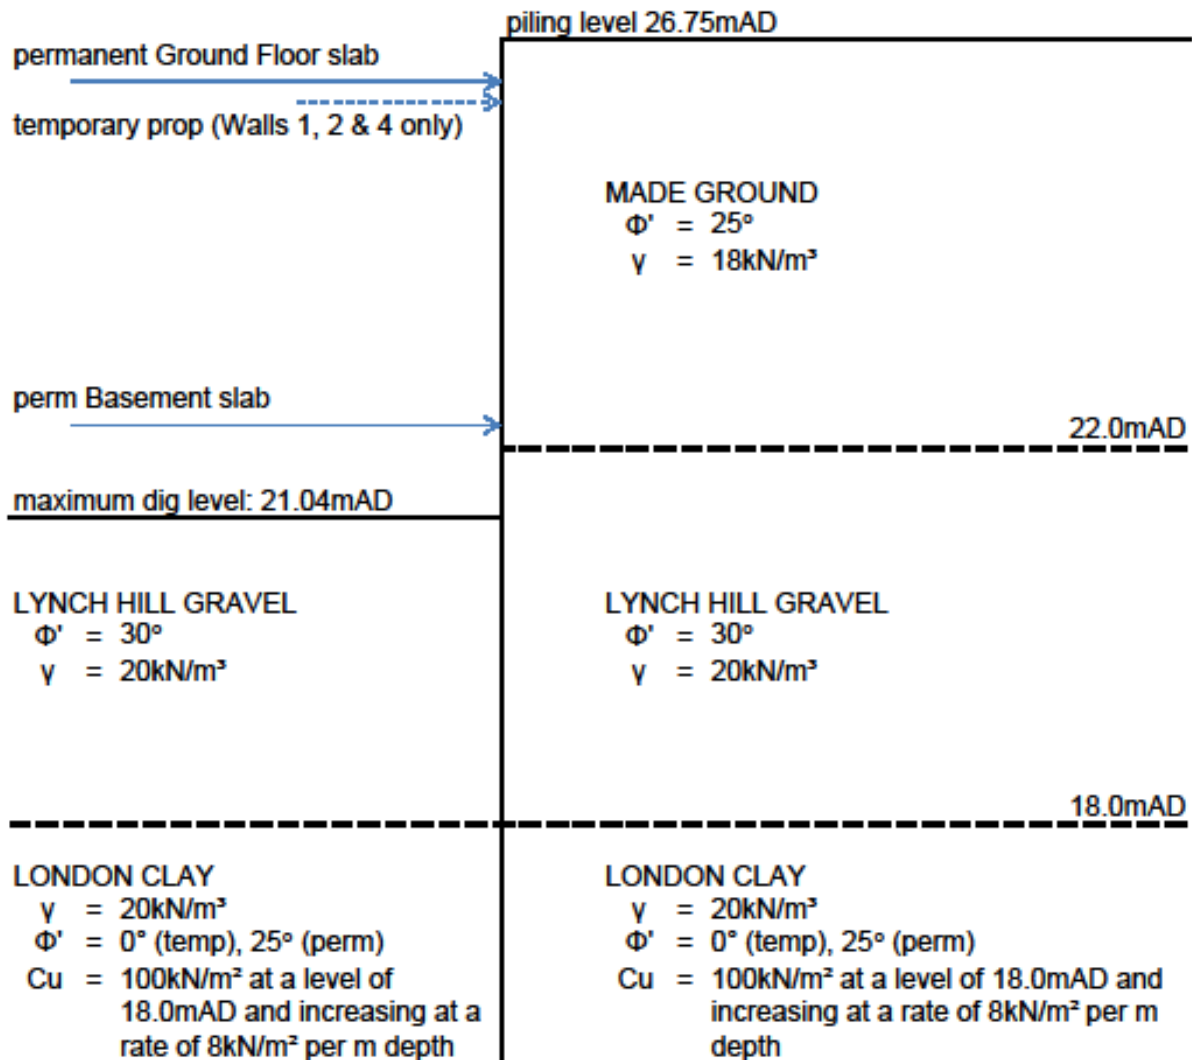 piling level 26.75mAD
permanent Ground Floor slab
temporary prop (Walls 1, 2 & 4 only)
MADE GROUND
Φ' = 25°
γ = 18kN/m³
perm Basement slab
22.0mAD
maximum dig level: 21.04mAD
LYNCH HILL GRAVEL
Φ' = 30°
γ = 20kN/m³
LYNCH HILL GRAVEL
Φ' = 30°
γ = 20kN/m³
18.0mAD
LONDON CLAY
γ = 20kN/m³
Φ' = 0° (temp), 25° (perm)
Cu = 100kN/m² at a level of
18.0mAD and increasing at a
rate of 8kN/m² per m depth
LONDON CLAY
γ = 20kN/m³
Φ' = 0° (temp), 25° (perm)
Cu = 100kN/m² at a level of 18.0mAD and
increasing at a rate of 8kN/m² per m
depth